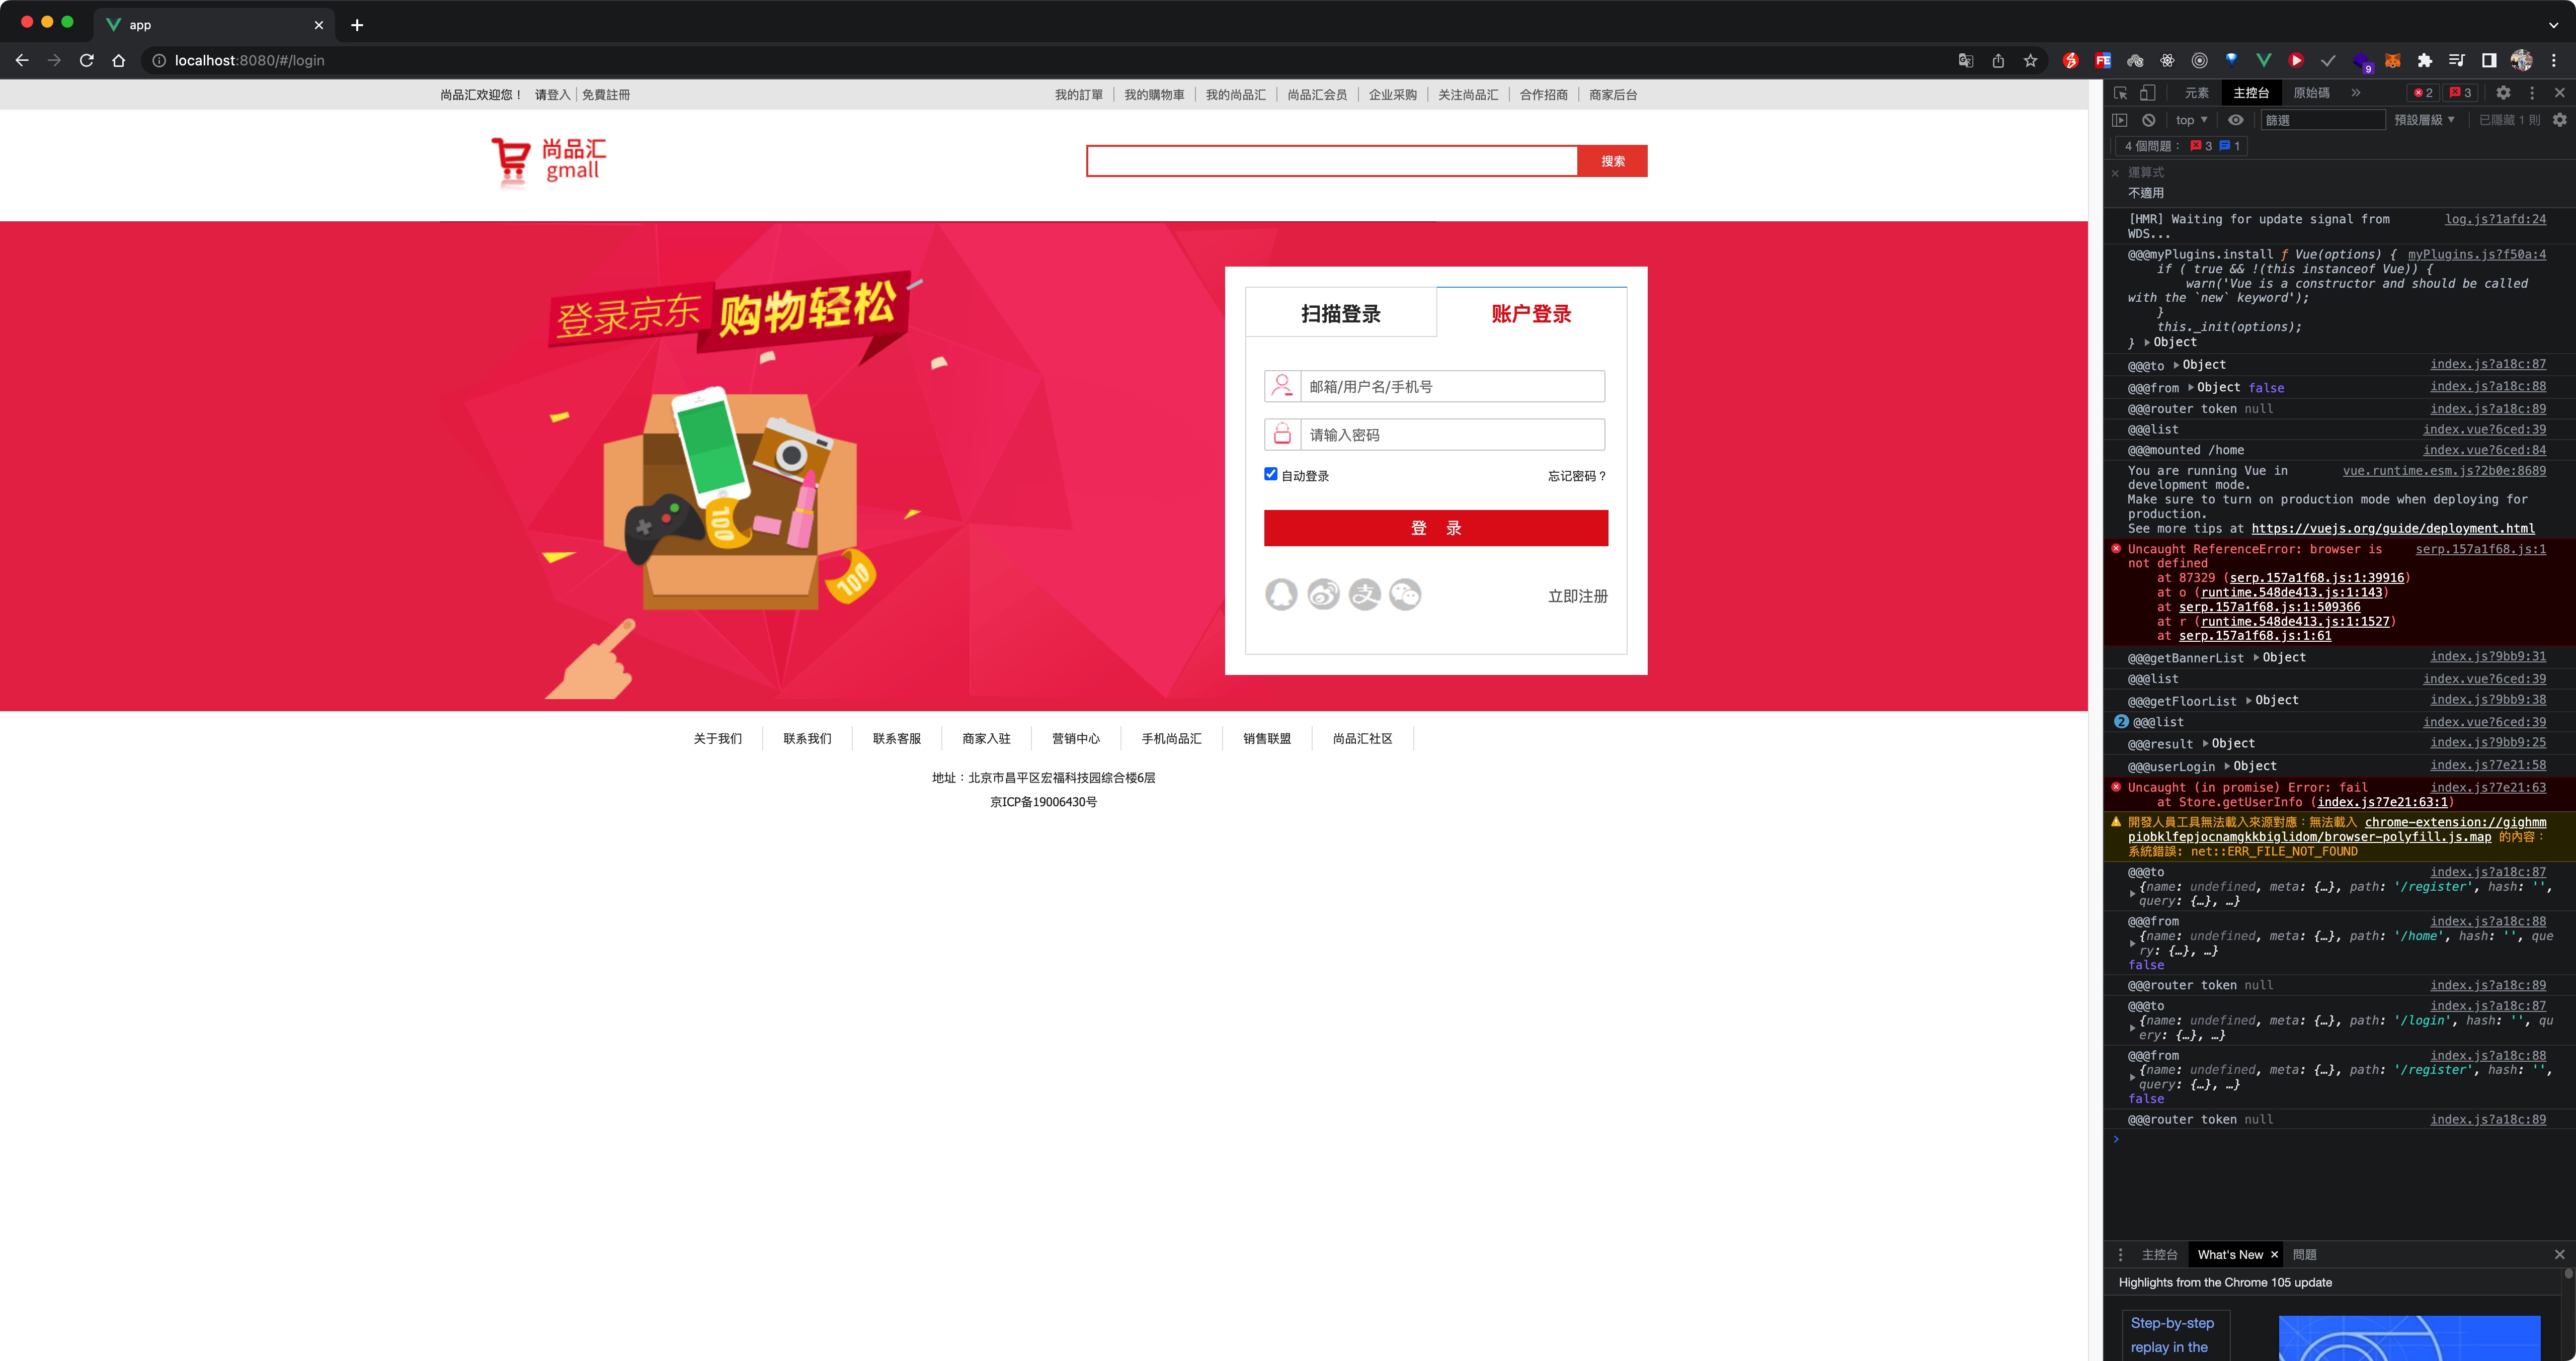 app
localhost:8080/#/login
尚品汇欢迎您！ 请登入 免費註冊
我的訂單 我的購物車 我的尚品汇 尚品汇会员 企业采购 关注尚品汇 合作招商 商家后台
尚品汇
gmall
搜索
登录京东 购物轻松
100
100
扫描登录 账户登录
邮箱/用户名/手机号
请输入密码
自动登录 忘记密码？
登 录
立即注册
关于我们 联系我们 联系客服 商家入驻 营销中心 手机尚品汇 销售联盟 尚品汇社区
地址：北京市昌平区宏福科技园综合楼6层
京ICP备19006430号
FE
9
元素 主控台 原始碼 2 3
top 篩選 預設層級 已隱藏 1 則
4 個問題： 3 1
運算式
不適用
[HMR] Waiting for update signal from log.js?1afd:24
WDS...
@@@myPlugins.install ƒ Vue(options) { myPlugins.js?f50a:4
if ( true && !(this instanceof Vue)) {
warn('Vue is a constructor and should be called
with the `new` keyword');
}
this._init(options);
} Object
@@@to Object index.js?a18c:87
@@@from Object false index.js?a18c:88
@@@router token null index.js?a18c:89
@@@list index.vue?6ced:39
@@@mounted /home index.vue?6ced:84
You are running Vue in vue.runtime.esm.js?2b0e:8689
development mode.
Make sure to turn on production mode when deploying for
production.
See more tips at https://vuejs.org/guide/deployment.html
Uncaught ReferenceError: browser is serp.157a1f68.js:1
not defined
at 87329 (serp.157a1f68.js:1:39916)
at o (runtime.548de413.js:1:143)
at serp.157a1f68.js:1:509366
at r (runtime.548de413.js:1:1527)
at serp.157a1f68.js:1:61
@@@getBannerList Object index.js?9bb9:31
@@@list index.vue?6ced:39
@@@getFloorList Object index.js?9bb9:38
2 @@@list index.vue?6ced:39
@@@result Object index.js?9bb9:25
@@@userLogin Object index.js?7e21:58
Uncaught (in promise) Error: fail index.js?7e21:63
at Store.getUserInfo (index.js?7e21:63:1)
開發人員工具無法載入來源對應：無法載入 chrome-extension://gighmm
piobklfepjocnamgkkbiglidom/browser-polyfill.js.map 的內容：
系統錯誤: net::ERR_FILE_NOT_FOUND
@@@to index.js?a18c:87
{name: undefined, meta: {…}, path: '/register', hash: '',
query: {…}, …}
@@@from index.js?a18c:88
{name: undefined, meta: {…}, path: '/home', hash: '', que
ry: {…}, …}
false
@@@router token null index.js?a18c:89
@@@to index.js?a18c:87
{name: undefined, meta: {…}, path: '/login', hash: '', qu
ery: {…}, …}
@@@from index.js?a18c:88
{name: undefined, meta: {…}, path: '/register', hash: '',
query: {…}, …}
false
@@@router token null index.js?a18c:89
主控台 What's New 問題
Highlights from the Chrome 105 update
Step-by-step
replay in the